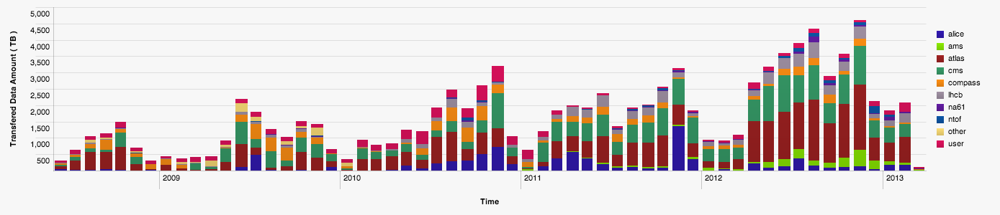 Transferred Data Amount ( TB )
5,000
4,500
4,000
3,500
3,000
2,500
2,000
1,500
1,000
500
2009
2010
2011
2012
2013
Time
alice
ams
atlas
cms
compass
lhcb
na61
ntof
other
user